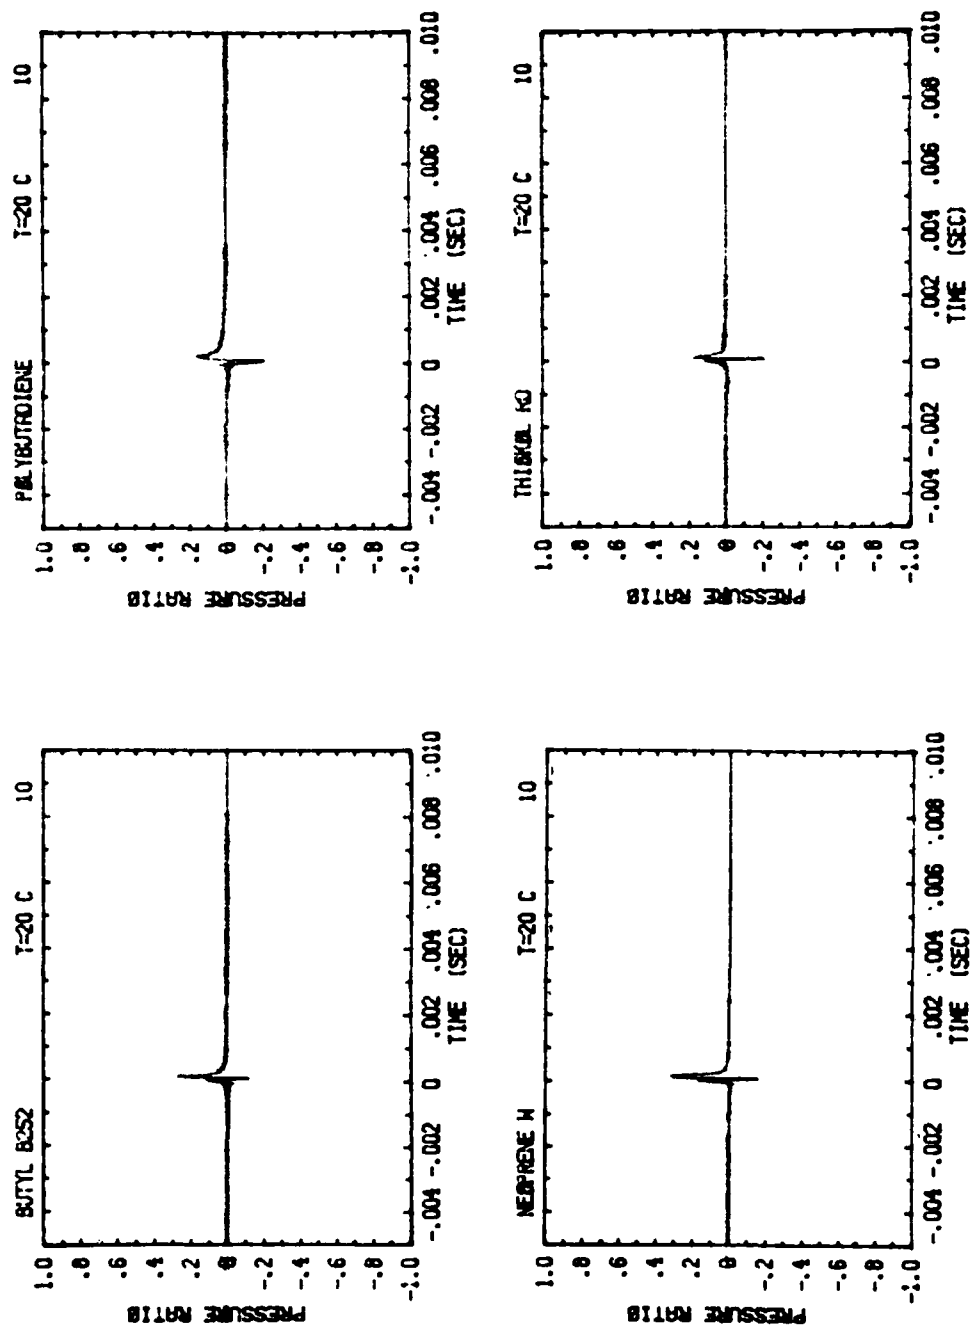 BUTYL B252 T=20 C 10
1.0
.8
.6
.4
.2
0
-.2
-.4
-.6
-.8
-1.0
PRESSURE RATIO
-.004 -.002 0 .002 .004 .006 .008 .010
TIME (SEC)
POLYBUTADIENE T=20 C 10
1.0
.8
.6
.4
.2
0
-.2
-.4
-.6
-.8
-1.0
PRESSURE RATIO
-.004 -.002 0 .002 .004 .006 .008 .010
TIME (SEC)
NEOPRENE W T=20 C 10
1.0
.8
.6
.4
.2
0
-.2
-.4
-.6
-.8
-1.0
PRESSURE RATIO
-.004 -.002 0 .002 .004 .006 .008 .010
TIME (SEC)
THIOKOL RD T=20 C 10
1.0
.8
.6
.4
.2
0
-.2
-.4
-.6
-.8
-1.0
PRESSURE RATIO
-.004 -.002 0 .002 .004 .006 .008 .010
TIME (SEC)